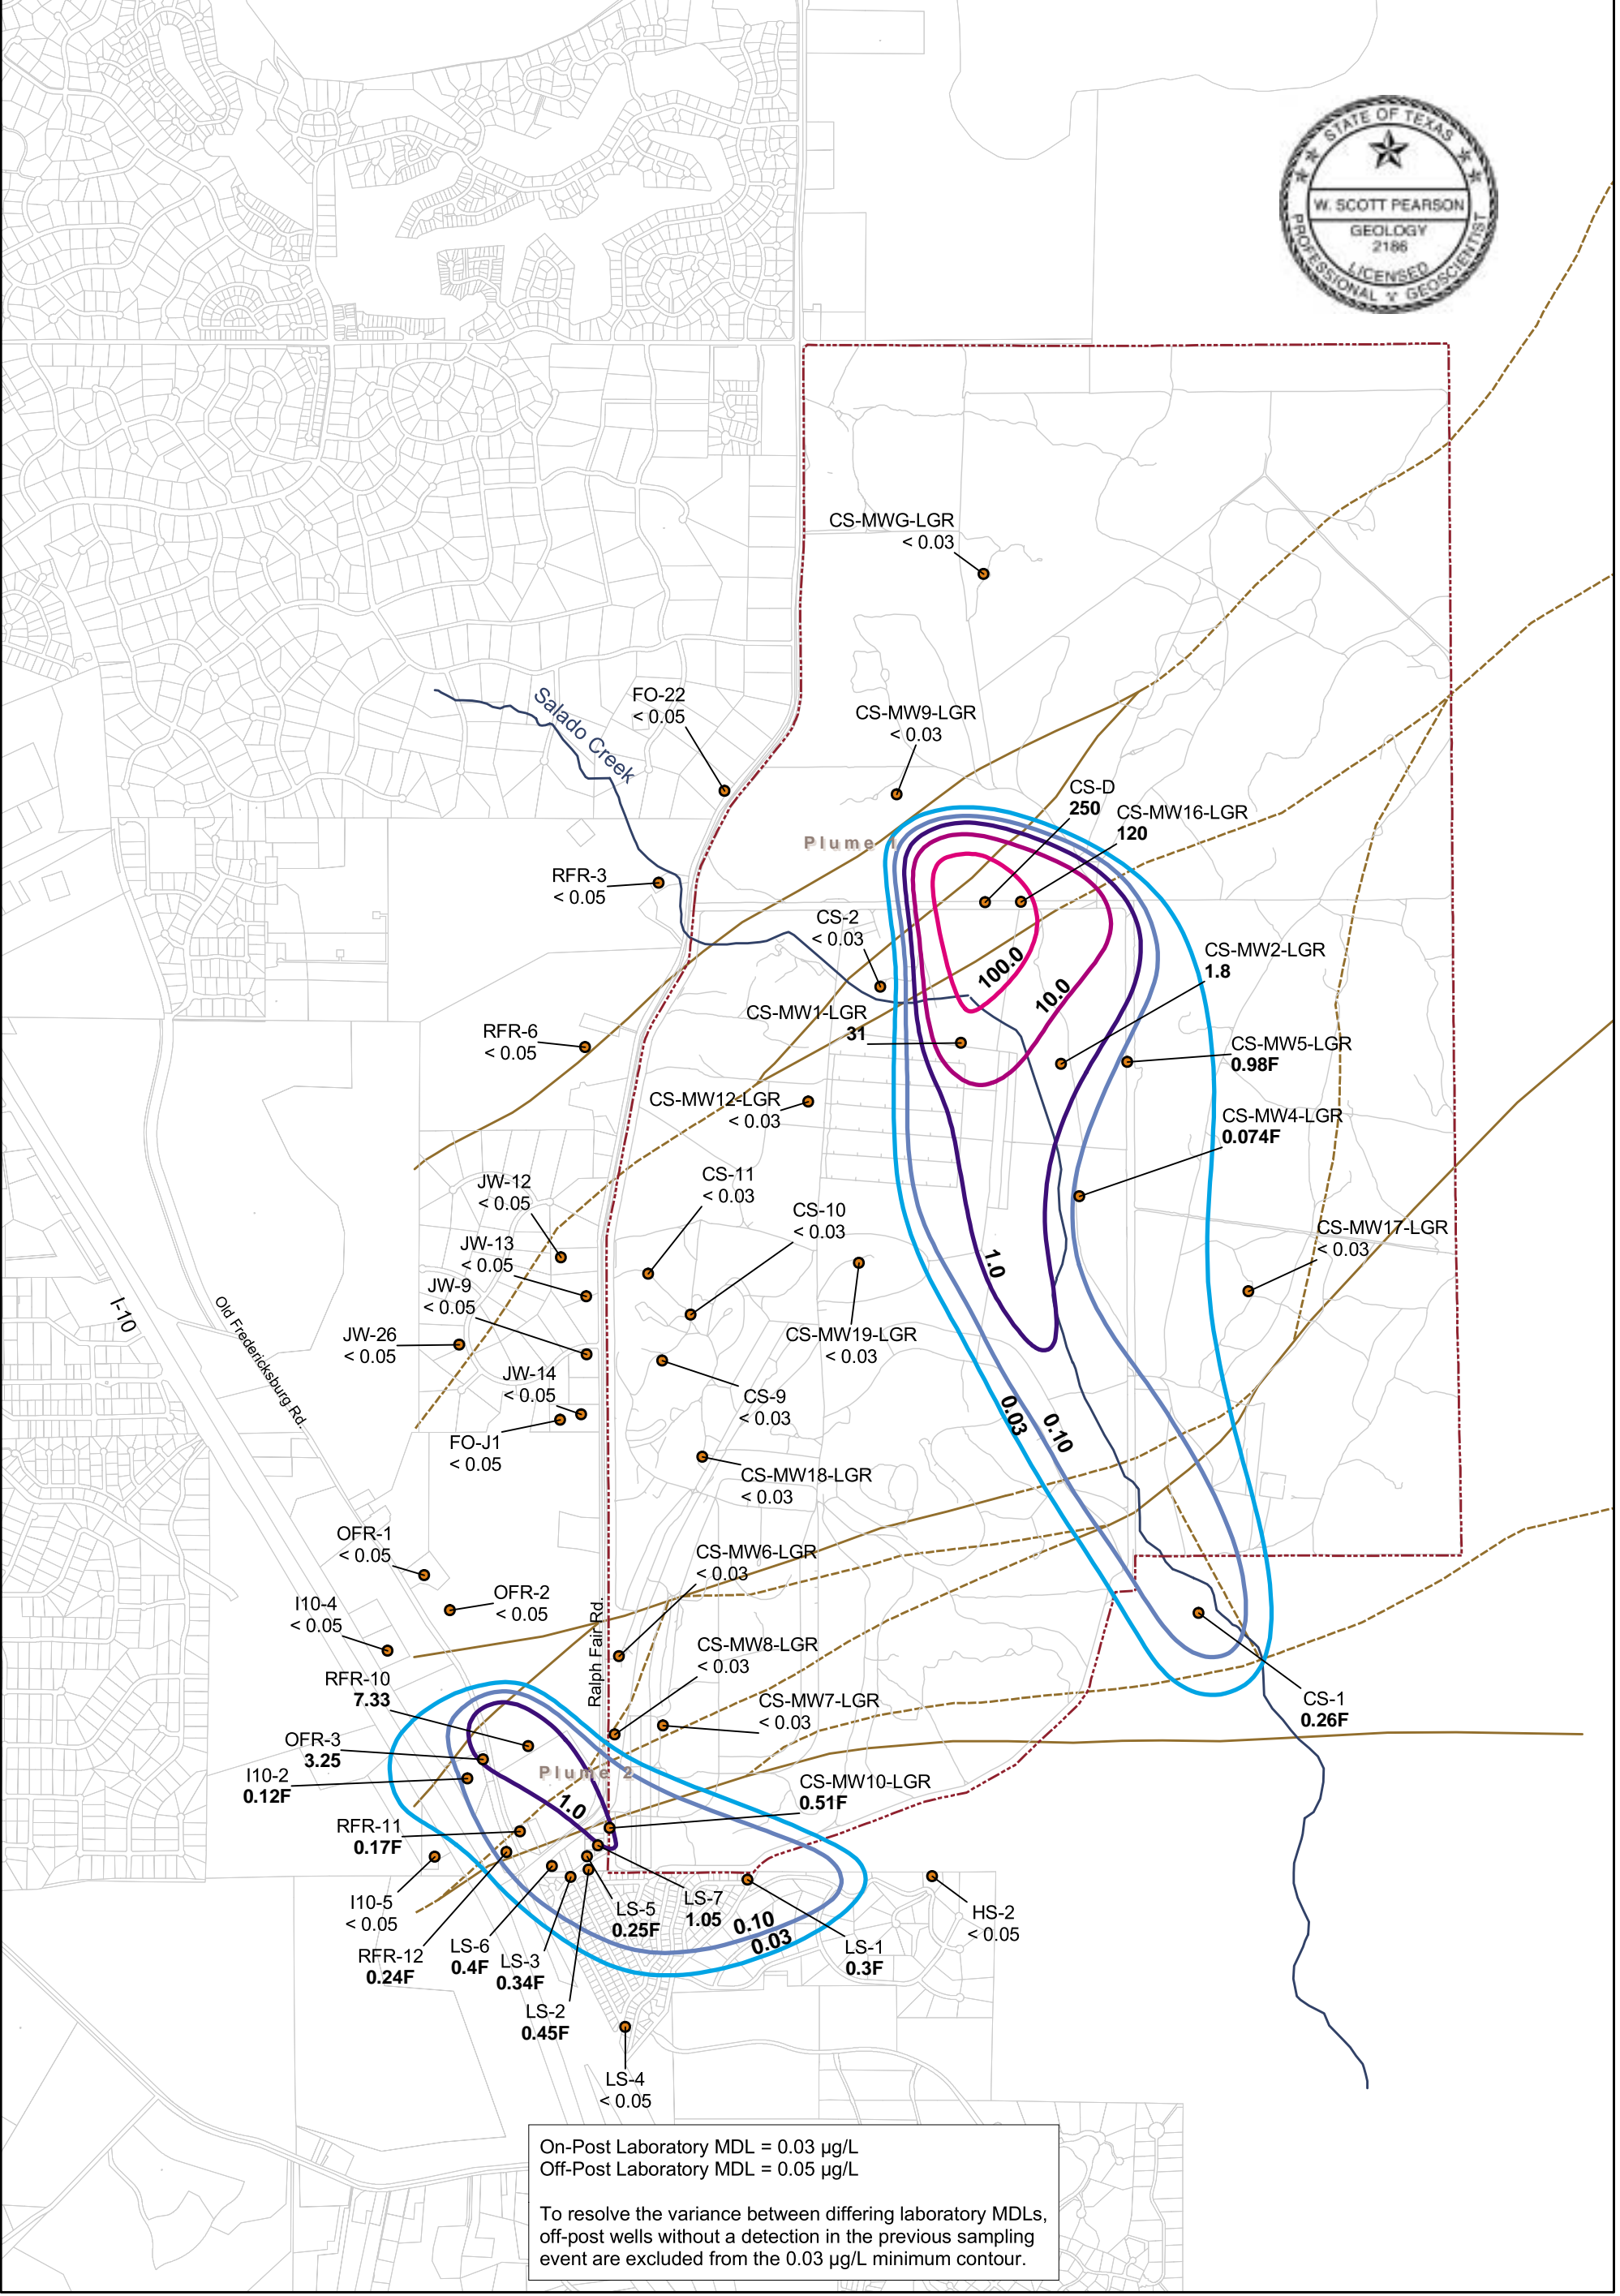 STATE OF TEXAS
W. SCOTT PEARSON
GEOLOGY
2186
LICENSED
PROFESSIONAL GEOSCIENTIST
CS-MWG-LGR
< 0.03
Salado Creek
FO-22
< 0.05
CS-MW9-LGR
< 0.03
CS-D
250
CS-MW16-LGR
120
Plume 1
RFR-3
< 0.05
CS-2
< 0.03
CS-MW2-LGR
1.8
100.0
10.0
CS-MW1-LGR
31
RFR-6
< 0.05
CS-MW5-LGR
0.98F
CS-MW12-LGR
< 0.03
CS-MW4-LGR
0.074F
JW-12
< 0.05
CS-11
< 0.03
CS-10
< 0.03
CS-MW17-LGR
< 0.03
JW-13
< 0.05
1.0
JW-9
< 0.05
I-10
Old Fredericksburg Rd.
JW-26
< 0.05
CS-MW19-LGR
< 0.03
JW-14
< 0.05
CS-9
< 0.03
0.03
0.10
FO-J1
< 0.05
CS-MW18-LGR
< 0.03
OFR-1
< 0.05
CS-MW6-LGR
< 0.03
OFR-2
< 0.05
I10-4
< 0.05
Ralph Fair Rd.
CS-MW8-LGR
< 0.03
RFR-10
7.33
CS-MW7-LGR
< 0.03
CS-1
0.26F
OFR-3
3.25
I10-2
0.12F
Plume 2
CS-MW10-LGR
0.51F
1.0
RFR-11
0.17F
I10-5
< 0.05
LS-5
0.25F
LS-7
1.05
0.10
0.03
HS-2
< 0.05
RFR-12
0.24F
LS-6
0.4F
LS-3
0.34F
LS-1
0.3F
LS-2
0.45F
LS-4
< 0.05
On-Post Laboratory MDL = 0.03 µg/L
Off-Post Laboratory MDL = 0.05 µg/L
To resolve the variance between differing laboratory MDLs,
off-post wells without a detection in the previous sampling
event are excluded from the 0.03 µg/L minimum contour.